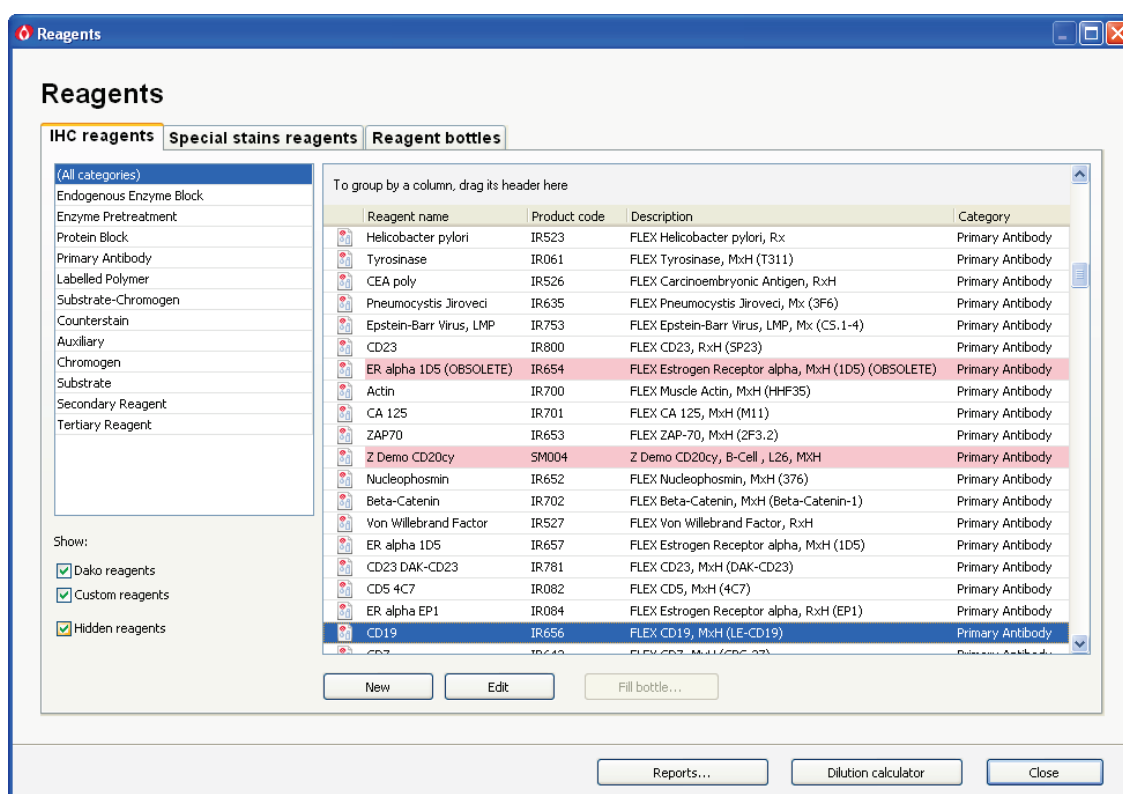 Reagents
Reagents
IHC reagents Special stains reagents Reagent bottles
(All categories)
Endogenous Enzyme Block
Enzyme Pretreatment
Protein Block
Primary Antibody
Labelled Polymer
Substrate-Chromogen
Counterstain
Auxiliary
Chromogen
Substrate
Secondary Reagent
Tertiary Reagent
Show:
Dako reagents
Custom reagents
Hidden reagents
To group by a column, drag its header here
Reagent name Product code Description Category
Helicobacter pylori IR523 FLEX Helicobacter pylori, Rx Primary Antibody
Tyrosinase IR061 FLEX Tyrosinase, MxH (T311) Primary Antibody
CEA poly IR526 FLEX Carcinoembryonic Antigen, RxH Primary Antibody
Pneumocystis Jiroveci IR635 FLEX Pneumocystis Jiroveci, Mx (3F6) Primary Antibody
Epstein-Barr Virus, LMP IR753 FLEX Epstein-Barr Virus, LMP, Mx (CS.1-4) Primary Antibody
CD23 IR800 FLEX CD23, RxH (SP23) Primary Antibody
ER alpha 1D5 (OBSOLETE) IR654 FLEX Estrogen Receptor alpha, MxH (1D5) (OBSOLETE) Primary Antibody
Actin IR700 FLEX Muscle Actin, MxH (HHF35) Primary Antibody
CA 125 IR701 FLEX CA 125, MxH (M11) Primary Antibody
ZAP70 IR653 FLEX ZAP-70, MxH (2F3.2) Primary Antibody
Z Demo CD20cy SM004 Z Demo CD20cy, B-Cell , L26, MXH Primary Antibody
Nucleophosmin IR652 FLEX Nucleophosmin, MxH (376) Primary Antibody
Beta-Catenin IR702 FLEX Beta-Catenin, MxH (Beta-Catenin-1) Primary Antibody
Von Willebrand Factor IR527 FLEX Von Willebrand Factor, RxH Primary Antibody
ER alpha 1D5 IR657 FLEX Estrogen Receptor alpha, MxH (1D5) Primary Antibody
CD23 DAK-CD23 IR781 FLEX CD23, MxH (DAK-CD23) Primary Antibody
CD5 4C7 IR082 FLEX CD5, MxH (4C7) Primary Antibody
ER alpha EP1 IR084 FLEX Estrogen Receptor alpha, RxH (EP1) Primary Antibody
CD19 IR656 FLEX CD19, MxH (LE-CD19) Primary Antibody
New Edit Fill bottle...
Reports... Dilution calculator Close